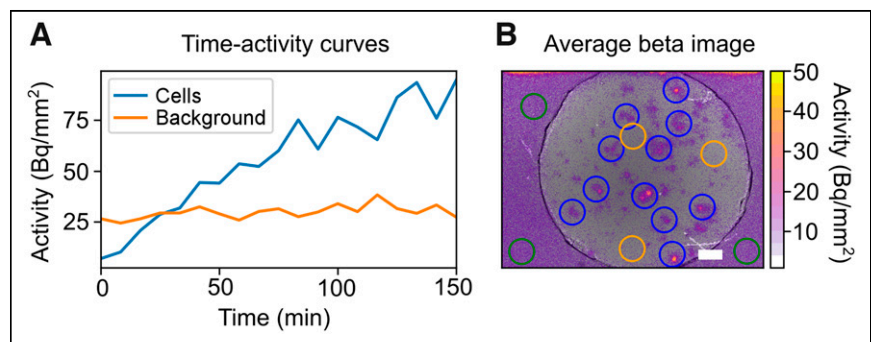 A
Time-activity curves
Activity (Bq/mm²)
75
50
25
Cells
Background
0
50
100
150
Time (min)
B
Average beta image
50
40
30
20
10
Activity (Bq/mm²)